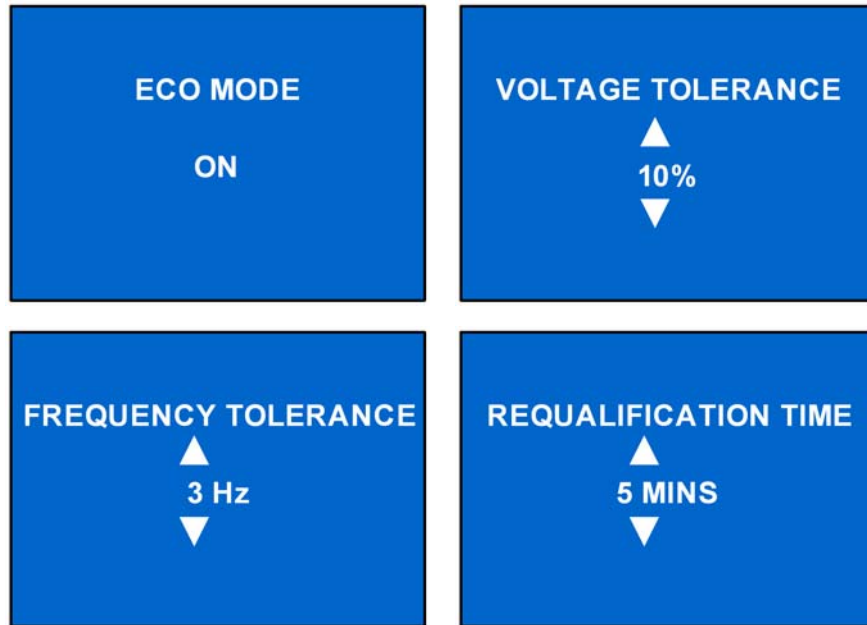 ECO MODE
ON
VOLTAGE TOLERANCE
10%
FREQUENCY TOLERANCE
3 Hz
REQUALIFICATION TIME
5 MINS